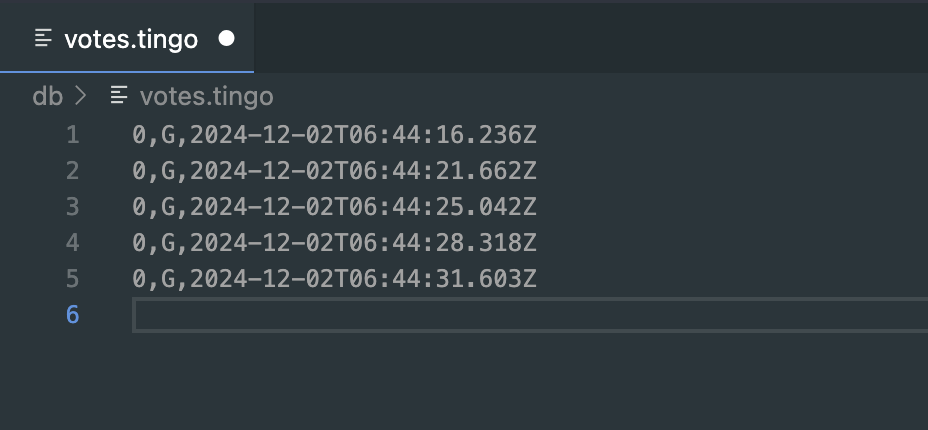 votes.tingo
db > votes.tingo
1 0,G,2024-12-02T06:44:16.236Z
2 0,G,2024-12-02T06:44:21.662Z
3 0,G,2024-12-02T06:44:25.042Z
4 0,G,2024-12-02T06:44:28.318Z
5 0,G,2024-12-02T06:44:31.603Z
6